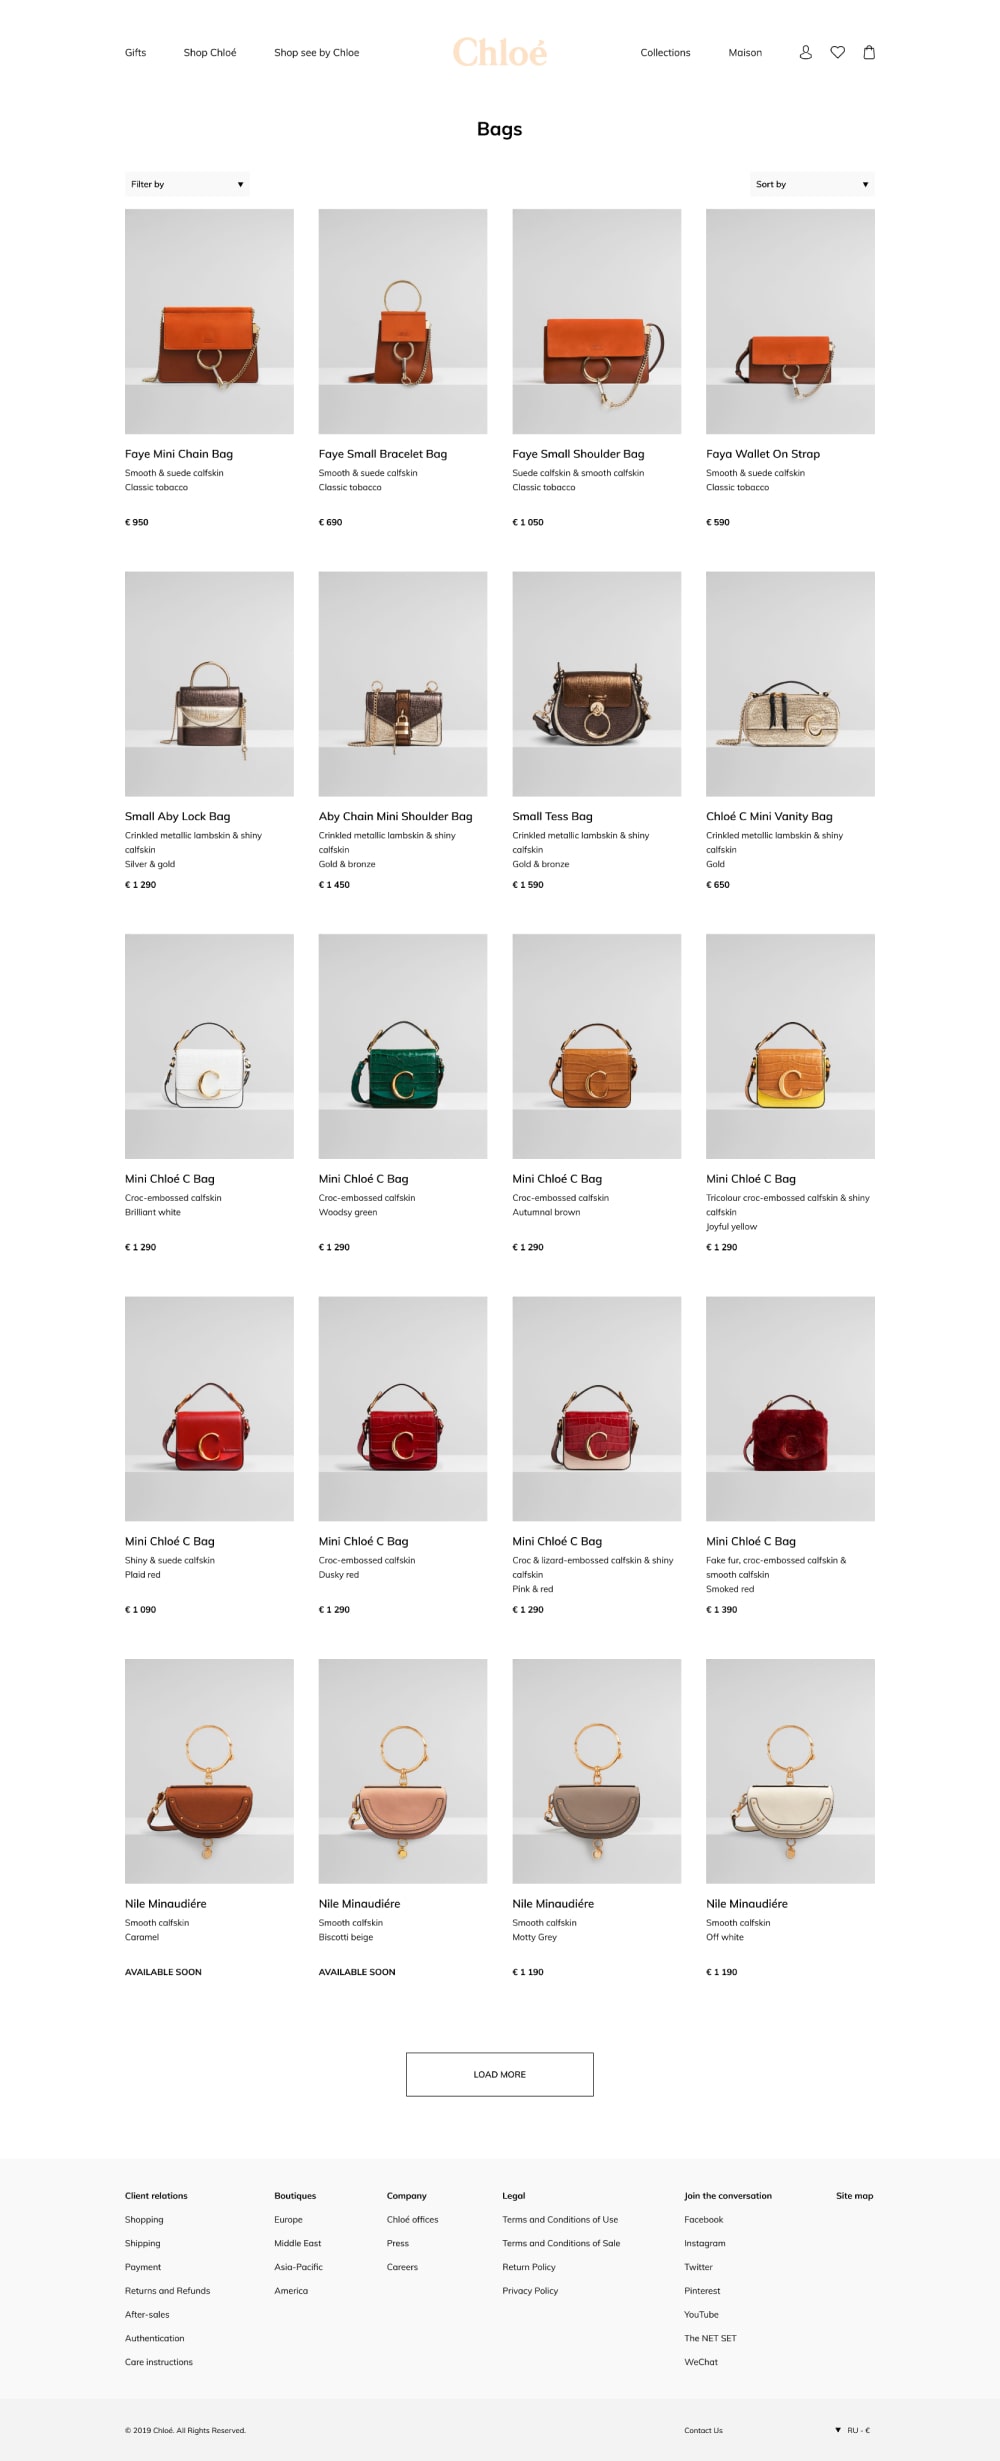 Gifts
Shop Chloé
Shop see by Chloe
Chloé
Collections
Maison
Bags
Filter by ▼
Sort by ▼
Faye Mini Chain Bag
Smooth & suede calfskin
Classic tobacco
€ 950
Faye Small Bracelet Bag
Smooth & suede calfskin
Classic tobacco
€ 690
Faye Small Shoulder Bag
Suede calfskin & smooth calfskin
Classic tobacco
€ 1 050
Faya Wallet On Strap
Smooth & suede calfskin
Classic tobacco
€ 590
Small Aby Lock Bag
Crinkled metallic lambskin & shiny
calfskin
Silver & gold
€ 1 290
Aby Chain Mini Shoulder Bag
Crinkled metallic lambskin & shiny
calfskin
Gold & bronze
€ 1 450
Small Tess Bag
Crinkled metallic lambskin & shiny
calfskin
Gold & bronze
€ 1 590
Chloé C Mini Vanity Bag
Crinkled metallic lambskin & shiny
calfskin
Gold
€ 650
Mini Chloé C Bag
Croc-embossed calfskin
Brilliant white
€ 1 290
Mini Chloé C Bag
Croc-embossed calfskin
Woodsy green
€ 1 290
Mini Chloé C Bag
Croc-embossed calfskin
Autumnal brown
€ 1 290
Mini Chloé C Bag
Tricolour croc-embossed calfskin & shiny
calfskin
Joyful yellow
€ 1 290
Mini Chloé C Bag
Shiny & suede calfskin
Plaid red
€ 1 090
Mini Chloé C Bag
Croc-embossed calfskin
Dusky red
€ 1 290
Mini Chloé C Bag
Croc & lizard-embossed calfskin & shiny
calfskin
Pink & red
€ 1 290
Mini Chloé C Bag
Fake fur, croc-embossed calfskin &
smooth calfskin
Smoked red
€ 1 390
Nile Minaudiére
Smooth calfskin
Caramel
AVAILABLE SOON
Nile Minaudiére
Smooth calfskin
Biscotti beige
AVAILABLE SOON
Nile Minaudiére
Smooth calfskin
Motty Grey
€ 1 190
Nile Minaudiére
Smooth calfskin
Off white
€ 1 190
LOAD MORE
Client relations
Shopping
Shipping
Payment
Returns and Refunds
After-sales
Authentication
Care instructions
Boutiques
Europe
Middle East
Asia-Pacific
America
Company
Chloé offices
Press
Careers
Legal
Terms and Conditions of Use
Terms and Conditions of Sale
Return Policy
Privacy Policy
Join the conversation
Facebook
Instagram
Twitter
Pinterest
YouTube
The NET SET
WeChat
Site map
© 2019 Chloé. All Rights Reserved.
Contact Us
▼ RU - €